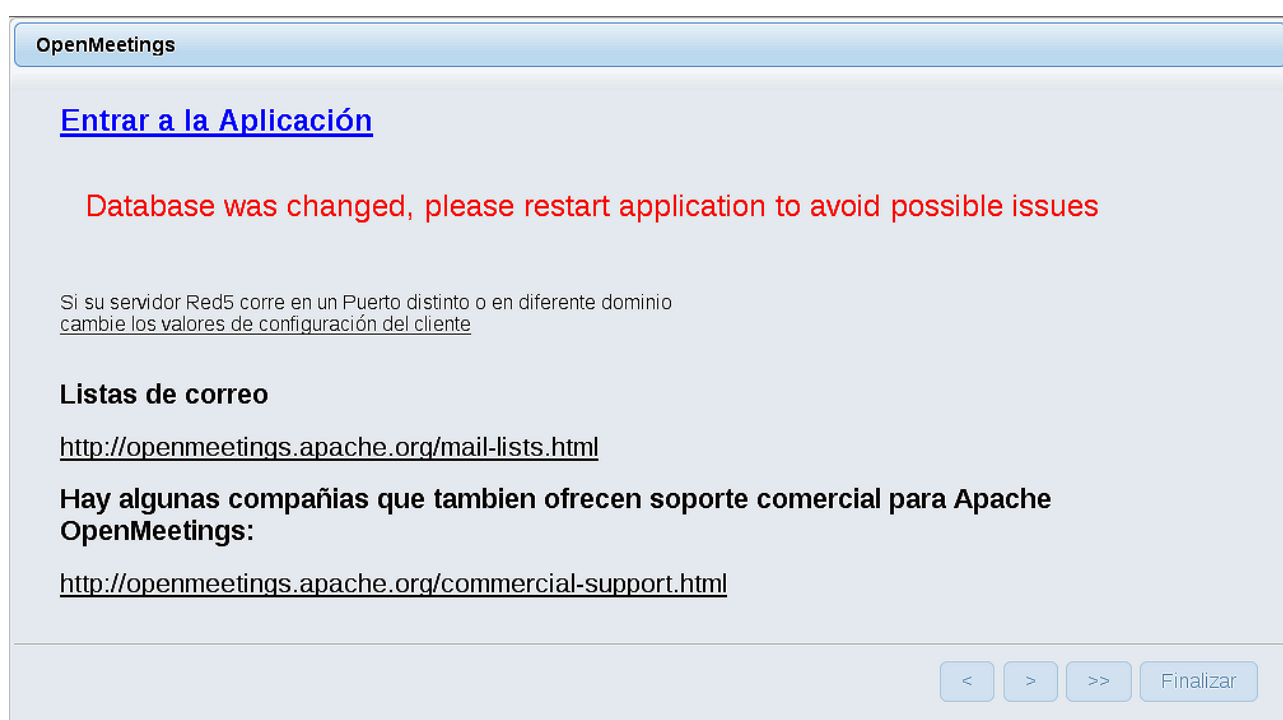 OpenMeetings
Entrar a la Aplicación
Database was changed, please restart application to avoid possible issues
Si su servidor Red5 corre en un Puerto distinto o en diferente dominio
cambie los valores de configuración del cliente
Listas de correo
http://openmeetings.apache.org/mail-lists.html
Hay algunas compañias que tambien ofrecen soporte comercial para Apache
OpenMeetings:
http://openmeetings.apache.org/commercial-support.html
< > >> Finalizar